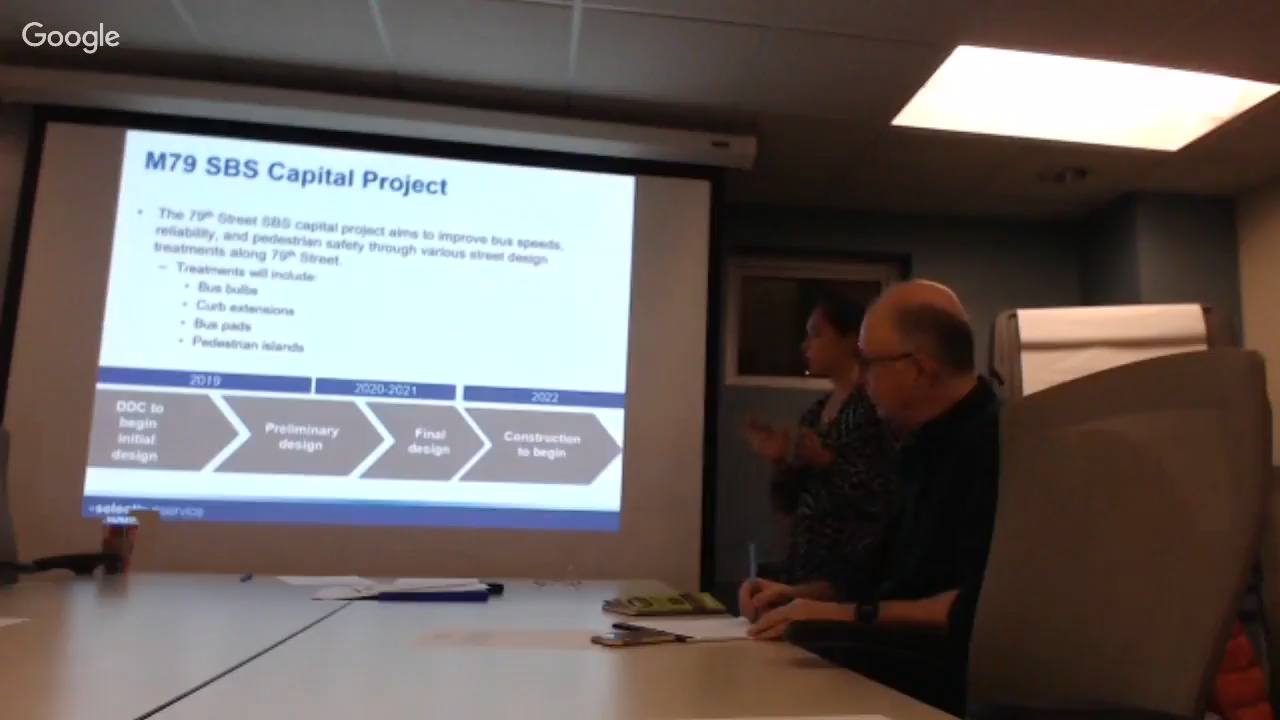 Google
M79 SBS Capital Project
• The 79th Street SBS capital project aims to improve bus speeds,
reliability, and pedestrian safety through various street design
treatments along 79th Street.
– Treatments will include:
• Bus bulbs
• Curb extensions
• Bus pads
• Pedestrian islands
2019
2020-2021
2022
DDC to
begin
initial
design
Preliminary
design
Final
design
Construction
to begin
select service